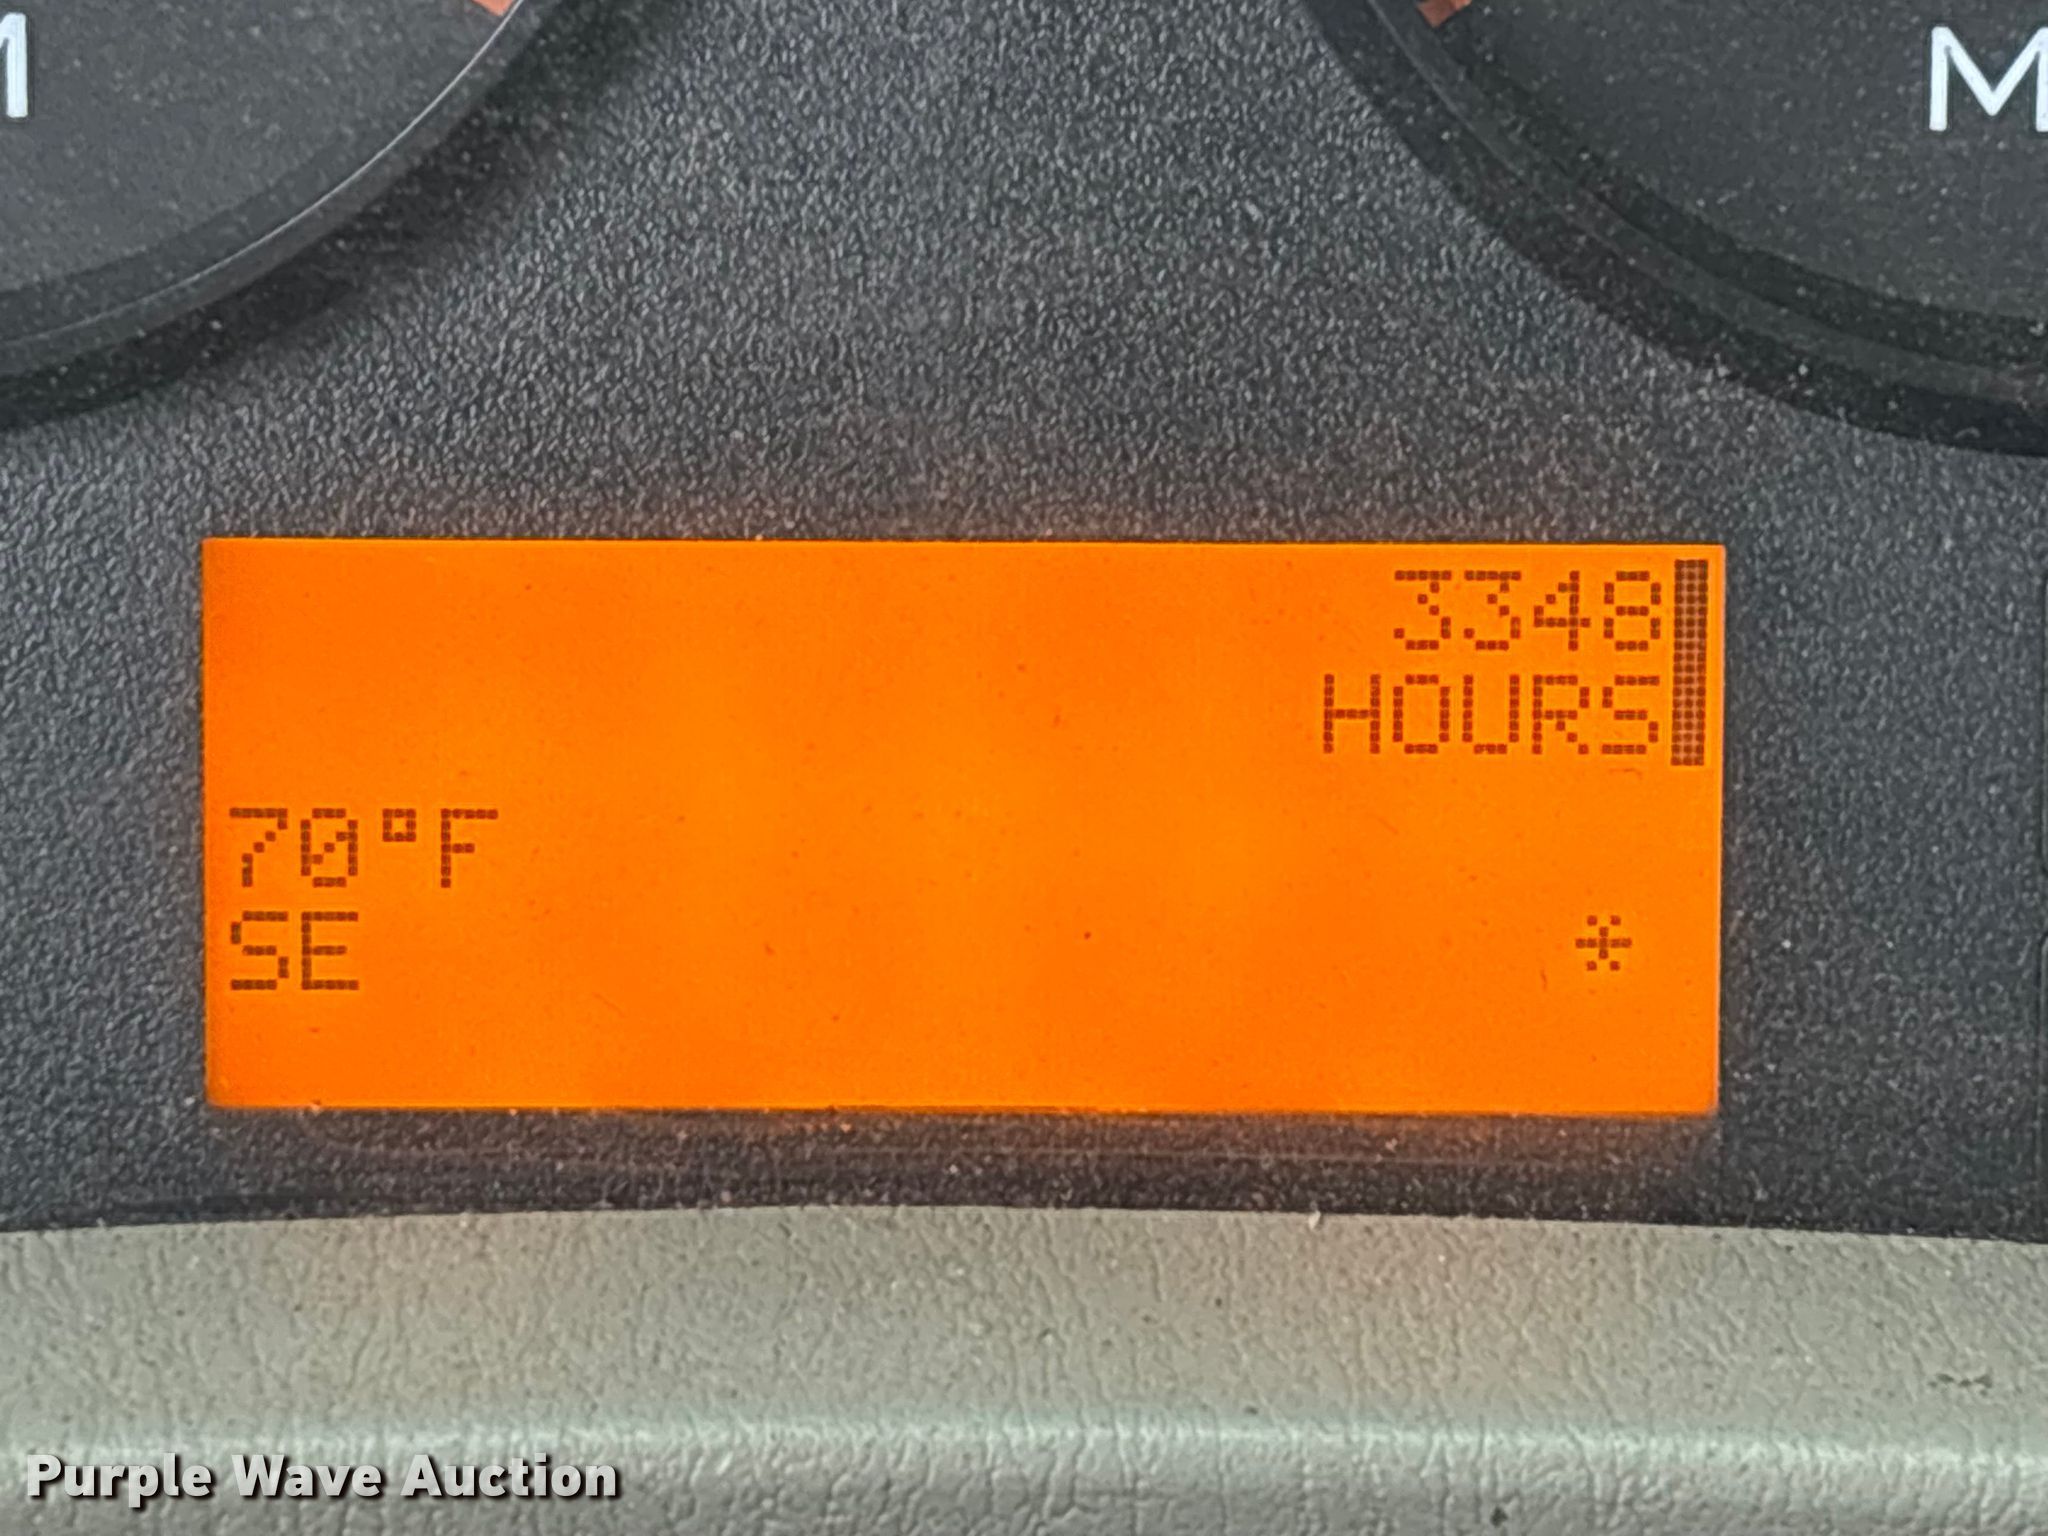 M
3348
HOURS
70°F
SE
*
Purple Wave Auction